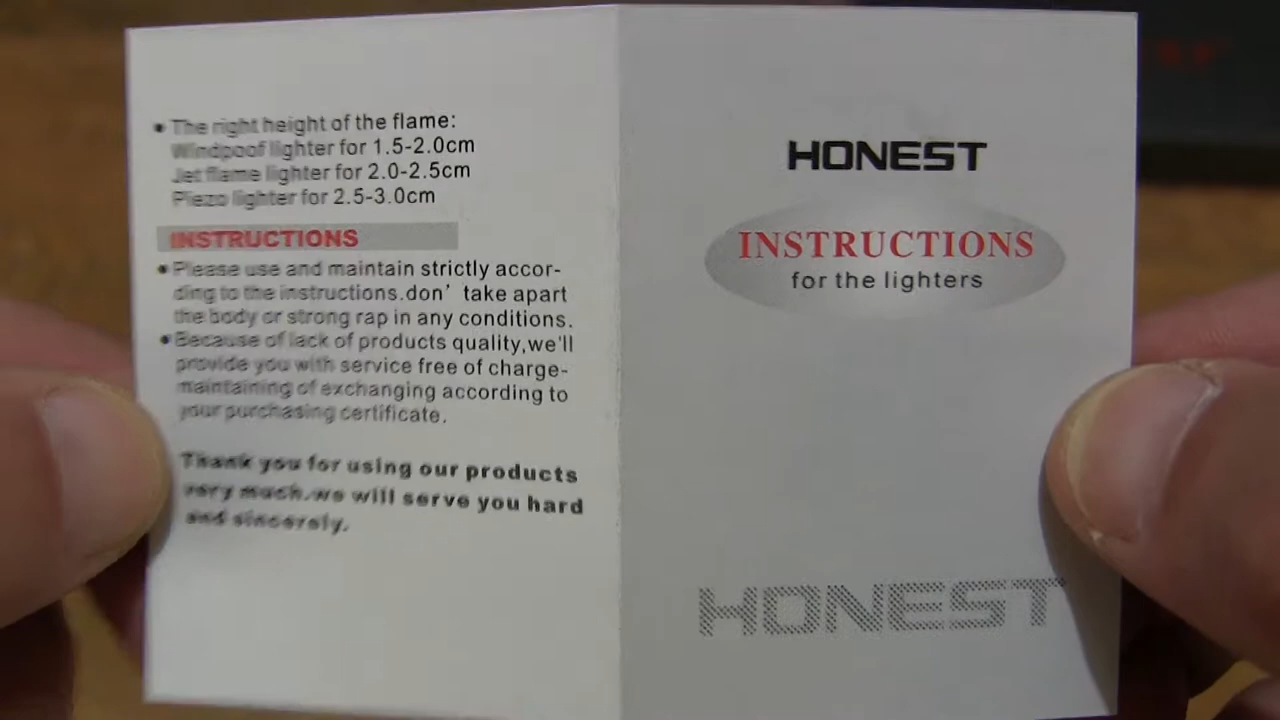 • The right height of the flame:
Windpoof lighter for 1.5-2.0cm
Jet flame lighter for 2.0-2.5cm
Piezo lighter for 2.5-3.0cm
INSTRUCTIONS
• Please use and maintain strictly accor-
ding to the instructions.don' take apart
the body or strong rap in any conditions.
• Because of lack of products quality,we'll
provide you with service free of charge-
maintaining of exchanging according to
your purchasing certificate.
Thank you for using our products
very much.we will serve you hard
and sincerely.
HONEST
INSTRUCTIONS
for the lighters
HONEST